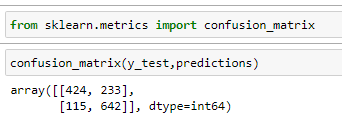 from sklearn.metrics import confusion_matrix
confusion_matrix(y_test,predictions)
array([[424, 233],
       [115, 642]], dtype=int64)